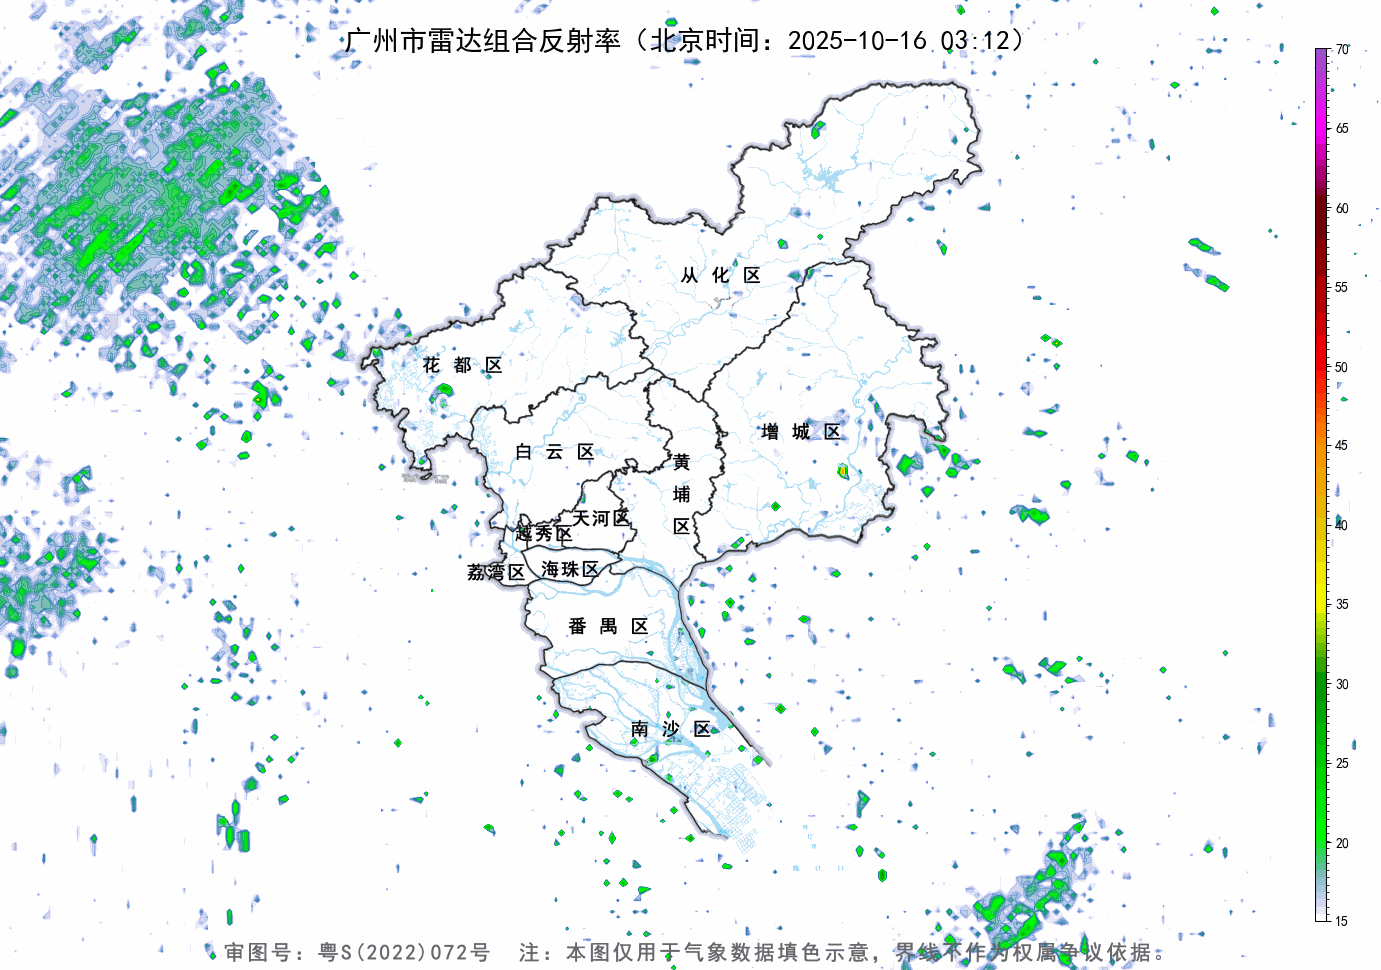 广州市雷达组合反射率（北京时间：2025-10-16 03:12）
70
65
60
55
50
45
40
35
30
25
20
15
从化区
花都区
增城区
白云区
黄埔区
天河区
越秀区
荔湾区
海珠区
番禺区
南沙区
审图号：粤S(2022)072号 注：本图仅用于气象数据填色示意，界线不作为权属争议依据。